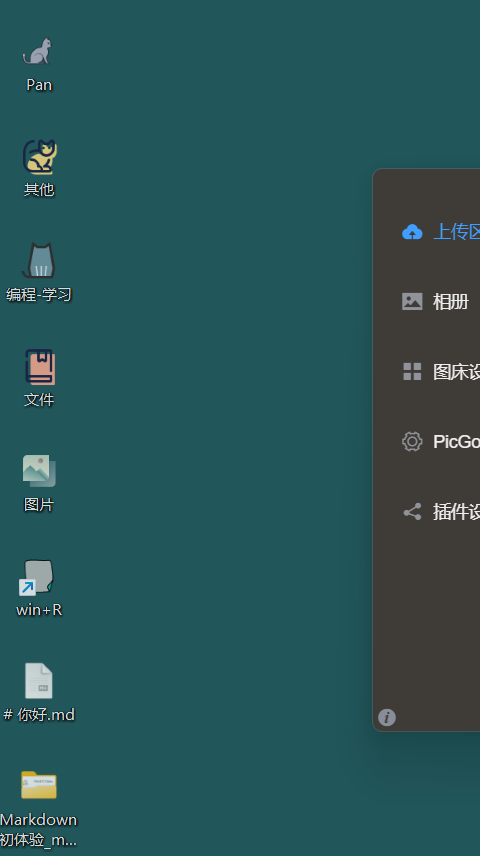 Pan
其他
编程-学习
文件
图片
win+R
# 你好.md
Markdown
初体验_m...
上传区
相册
图床设
PicGo
插件设